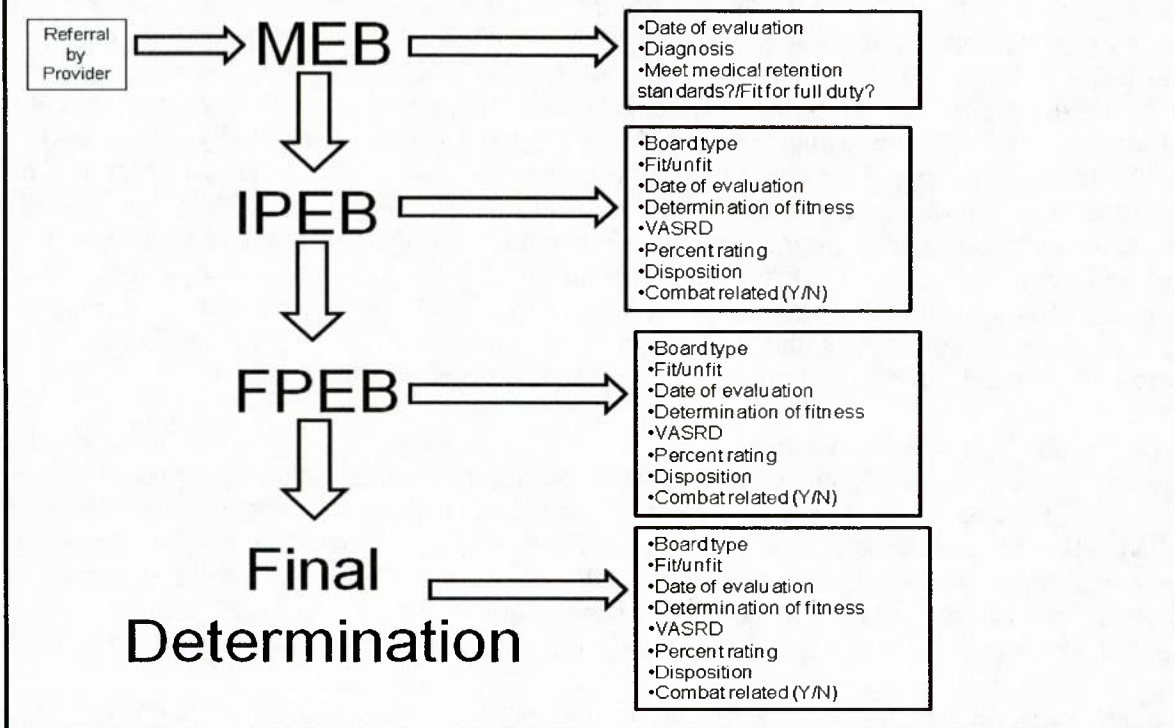 Referral
by
Provider
MEB
•Date of evaluation
•Diagnosis
•Meet medical retention
standards?/Fit for full duty?
IPEB
•Board type
•Fit/unfit
•Date of evaluation
•Determination of fitness
•VASRD
•Percent rating
•Disposition
•Combat related (Y/N)
FPEB
•Board type
•Fit/unfit
•Date of evaluation
•Determination of fitness
•VASRD
•Percent rating
•Disposition
•Combat related (Y/N)
Final
Determination
•Board type
•Fit/unfit
•Date of evaluation
•Determination of fitness
•VASRD
•Percent rating
•Disposition
•Combat related (Y/N)